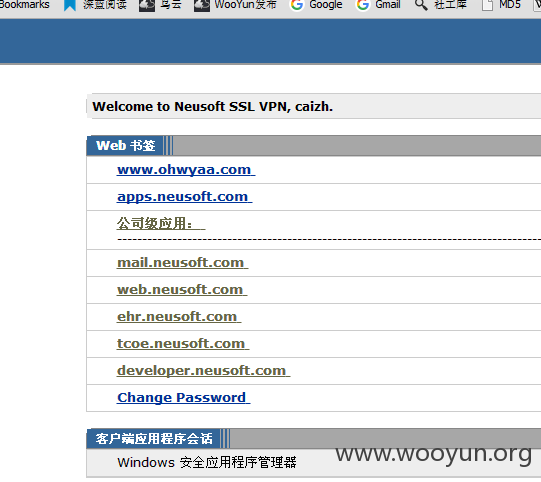 Bookmarks 深蓝阅读 乌云 WooYun发布 Google Gmail 社工库 MD5
Welcome to Neusoft SSL VPN, caizh.
Web 书签
www.ohwyaa.com
apps.neusoft.com
公司级应用：
--------------------------------------------------------------------------------
mail.neusoft.com
web.neusoft.com
ehr.neusoft.com
tcoe.neusoft.com
developer.neusoft.com
Change Password
客户端应用程序会话
Windows 安全应用程序管理器
www.wooyun.org